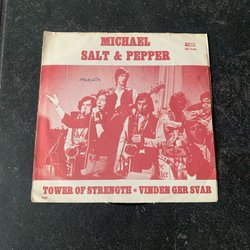 MICHAEL
SALT & PEPPER
TOWER OF STRENGTH • VINDEN GER SVAR